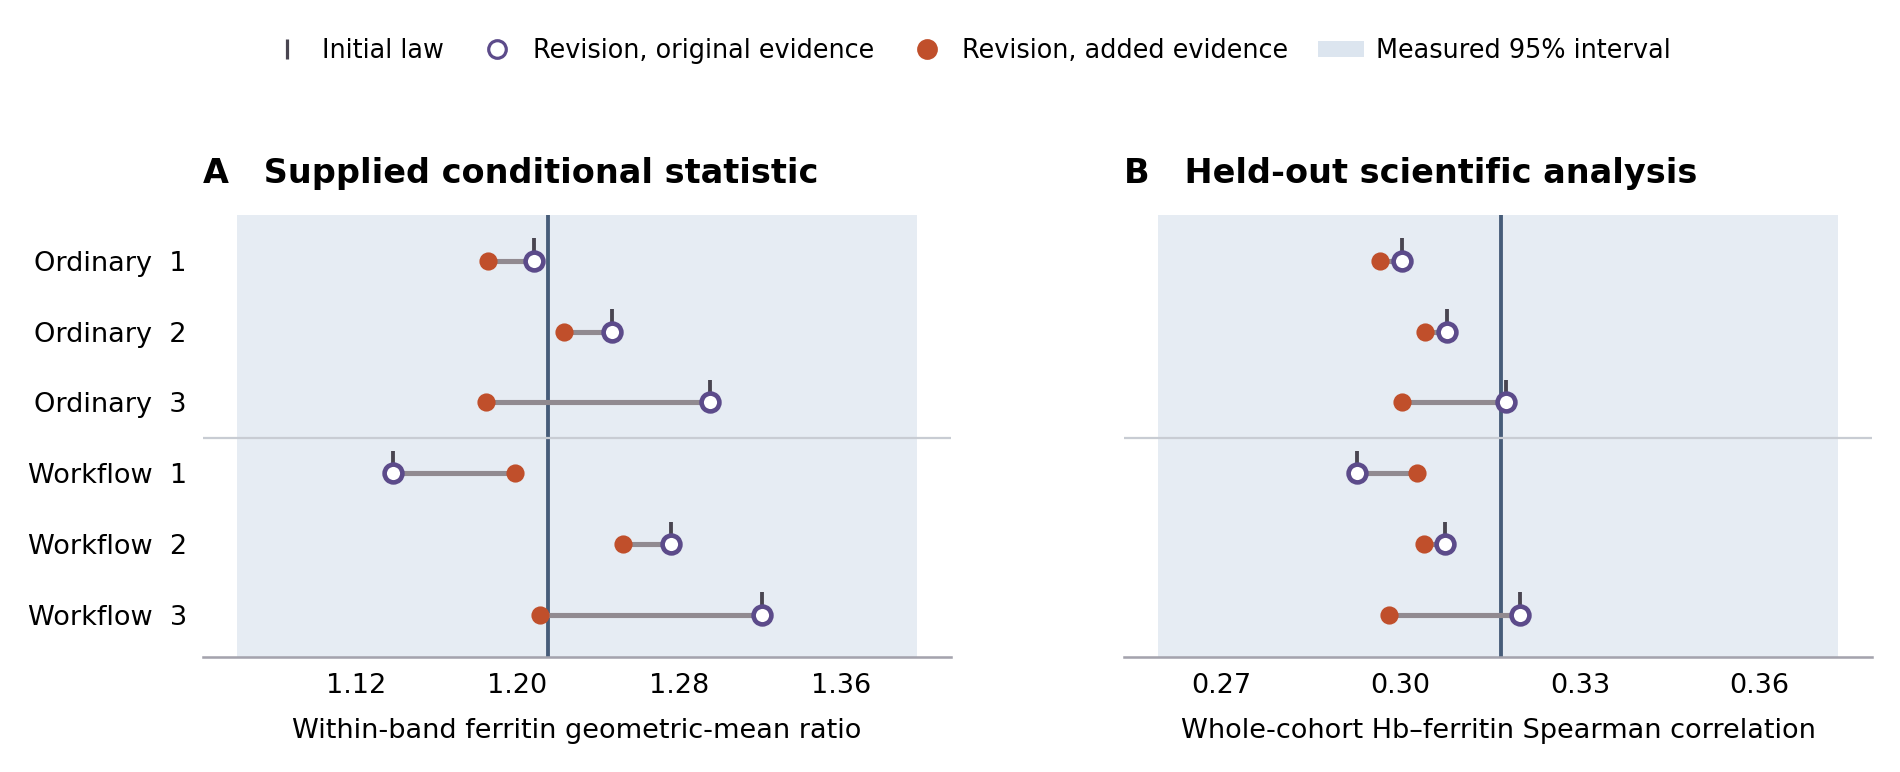 Initial law Revision, original evidence Revision, added evidence Measured 95% interval
A Supplied conditional statistic
Ordinary 1
Ordinary 2
Ordinary 3
Workflow 1
Workflow 2
Workflow 3
1.12 1.20 1.28 1.36
Within-band ferritin geometric-mean ratio
B Held-out scientific analysis
0.27 0.30 0.33 0.36
Whole-cohort Hb–ferritin Spearman correlation